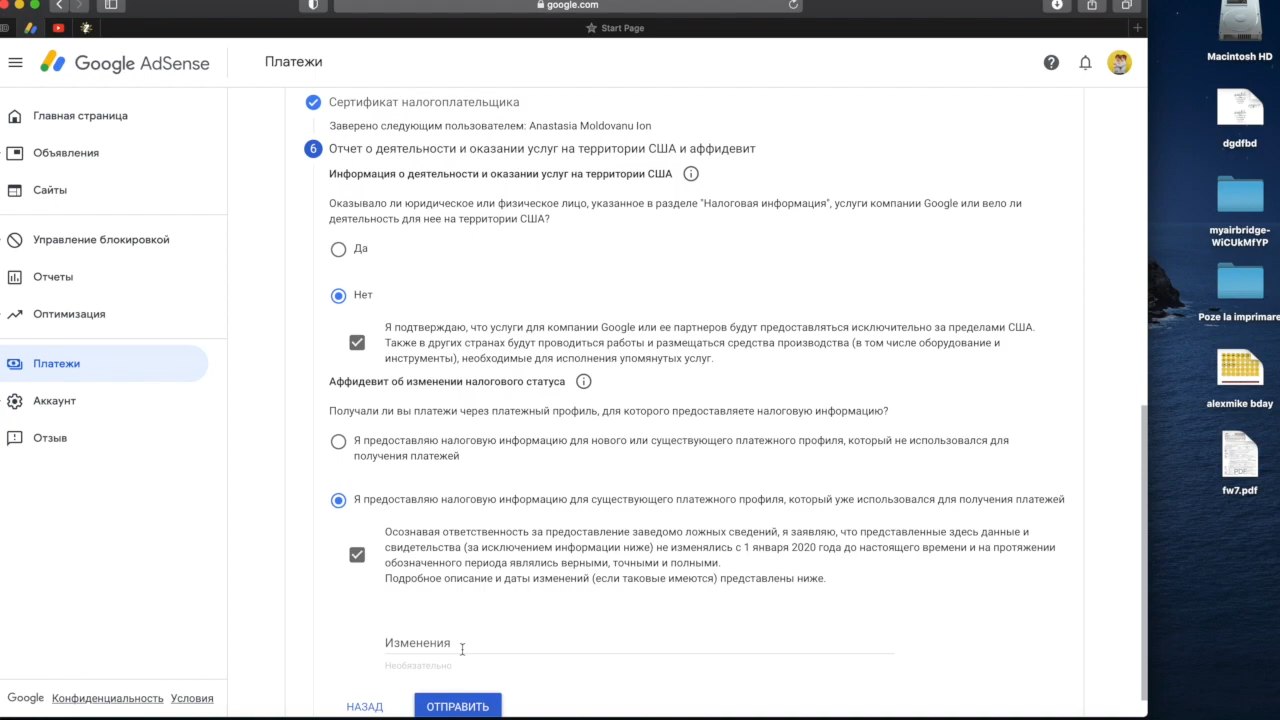 google.com
Start Page
Google AdSense
Платежи
Главная страница
Объявления
Сайты
Управление блокировкой
Отчеты
Оптимизация
Платежи
Аккаунт
Отзыв
Google Конфиденциальность Условия
Сертификат налогоплательщика
Заверено следующим пользователем: Anastasia Moldovanu Ion
6 Отчет о деятельности и оказании услуг на территории США и аффидевит
Информация о деятельности и оказании услуг на территории США
Оказывало ли юридическое или физическое лицо, указанное в разделе "Налоговая информация", услуги компании Google или вело ли
деятельность для нее на территории США?
Да
Нет
Я подтверждаю, что услуги для компании Google или ее партнеров будут предоставляться исключительно за пределами США.
Также в других странах будут проводиться работы и размещаться средства производства (в том числе оборудование и
инструменты), необходимые для исполнения упомянутых услуг.
Аффидевит об изменении налогового статуса
Получали ли вы платежи через платежный профиль, для которого предоставляете налоговую информацию?
Я предоставляю налоговую информацию для нового или существующего платежного профиля, который не использовался для
получения платежей
Я предоставляю налоговую информацию для существующего платежного профиля, который уже использовался для получения платежей
Осознавая ответственность за предоставление заведомо ложных сведений, я заявляю, что представленные здесь данные и
свидетельства (за исключением информации ниже) не изменялись с 1 января 2020 года до настоящего времени и на протяжении
обозначенного периода являлись верными, точными и полными.
Подробное описание и даты изменений (если таковые имеются) представлены ниже.
Изменения
Необязательно
НАЗАД
ОТПРАВИТЬ
Macintosh HD
dgdfbd
myairbridge-
WiCUkMfYP
Poze la imprimare
alexmike bday
PDF
fw7.pdf